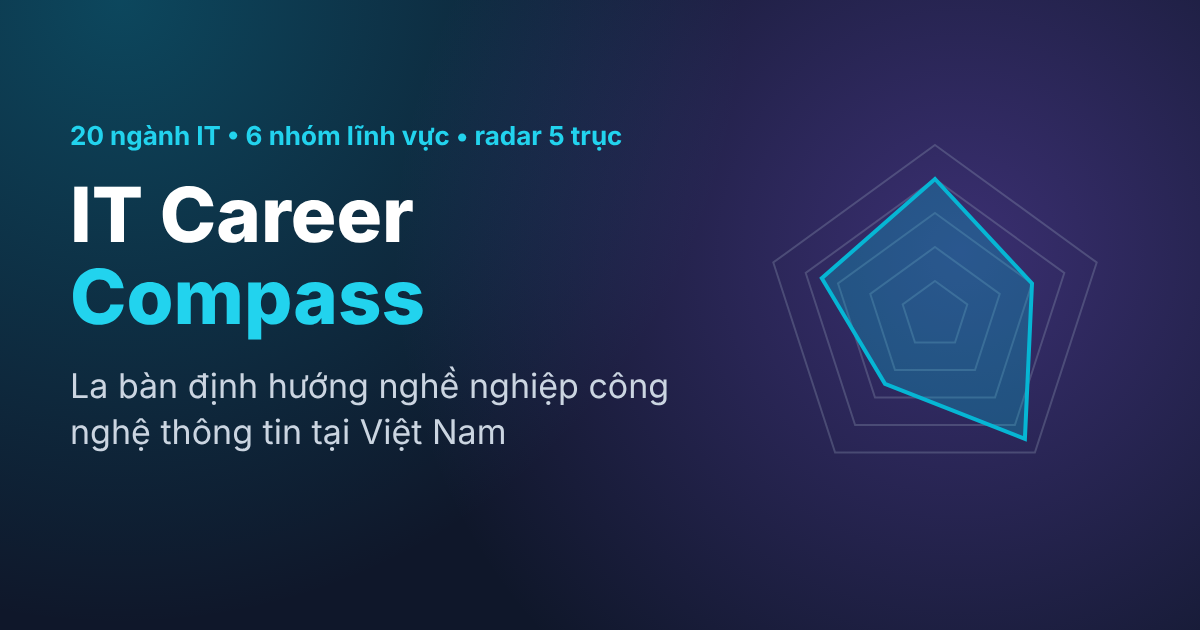 20 ngành IT • 6 nhóm lĩnh vực • radar 5 trục
IT Career
Compass
La bàn định hướng nghề nghiệp công
nghệ thông tin tại Việt Nam